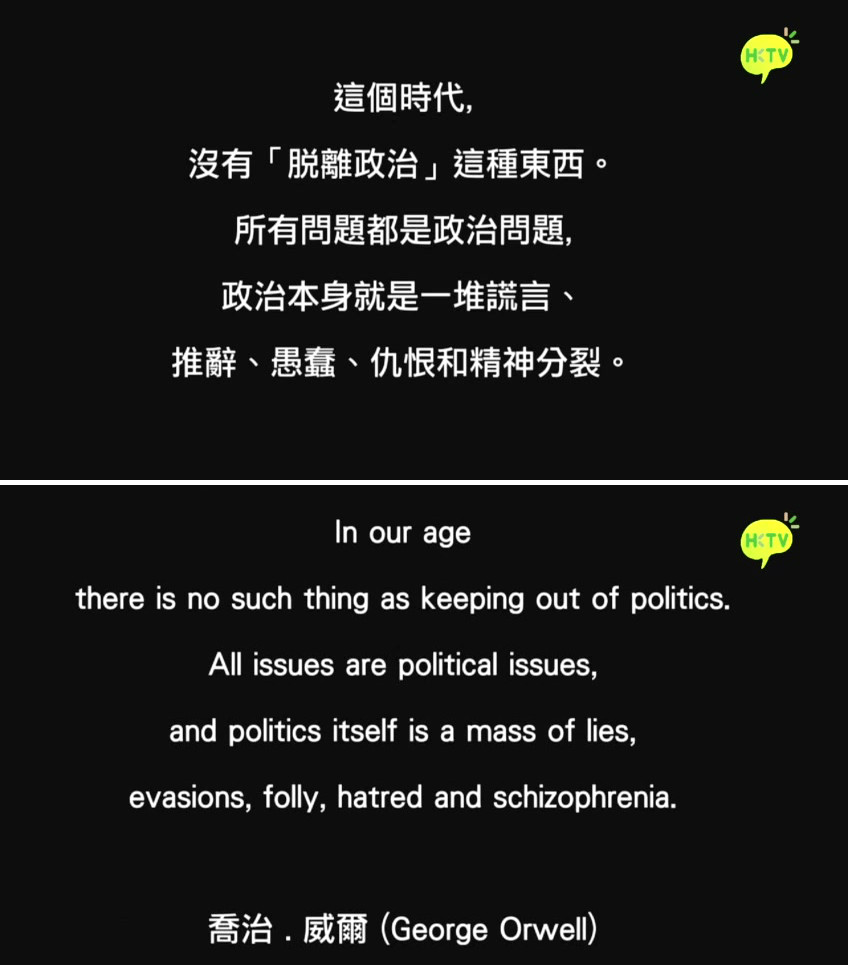 HKTV
這個時代,
沒有「脱離政治」這種東西。
所有問題都是政治問題,
政治本身就是一堆謊言、
推辭、愚蠢、仇恨和精神分裂。
HKTV
In our age
there is no such thing as keeping out of politics.
All issues are political issues,
and politics itself is a mass of lies,
evasions, folly, hatred and schizophrenia.
喬治 . 威爾 (George Orwell)